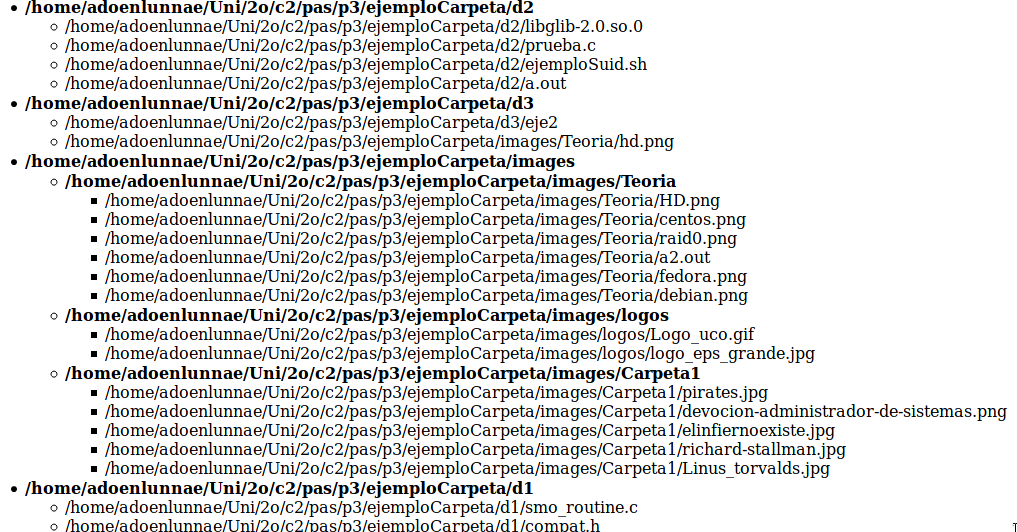 /home/adoenlunnae/Uni/2o/c2/pas/p3/ejemploCarpeta/d2
/home/adoenlunnae/Uni/2o/c2/pas/p3/ejemploCarpeta/d2/libglib-2.0.so.0
/home/adoenlunnae/Uni/2o/c2/pas/p3/ejemploCarpeta/d2/prueba.c
/home/adoenlunnae/Uni/2o/c2/pas/p3/ejemploCarpeta/d2/ejemploSuid.sh
/home/adoenlunnae/Uni/2o/c2/pas/p3/ejemploCarpeta/d2/a.out
/home/adoenlunnae/Uni/2o/c2/pas/p3/ejemploCarpeta/d3
/home/adoenlunnae/Uni/2o/c2/pas/p3/ejemploCarpeta/d3/eje2
/home/adoenlunnae/Uni/2o/c2/pas/p3/ejemploCarpeta/images/Teoria/hd.png
/home/adoenlunnae/Uni/2o/c2/pas/p3/ejemploCarpeta/images
/home/adoenlunnae/Uni/2o/c2/pas/p3/ejemploCarpeta/images/Teoria
/home/adoenlunnae/Uni/2o/c2/pas/p3/ejemploCarpeta/images/Teoria/HD.png
/home/adoenlunnae/Uni/2o/c2/pas/p3/ejemploCarpeta/images/Teoria/centos.png
/home/adoenlunnae/Uni/2o/c2/pas/p3/ejemploCarpeta/images/Teoria/raid0.png
/home/adoenlunnae/Uni/2o/c2/pas/p3/ejemploCarpeta/images/Teoria/a2.out
/home/adoenlunnae/Uni/2o/c2/pas/p3/ejemploCarpeta/images/Teoria/fedora.png
/home/adoenlunnae/Uni/2o/c2/pas/p3/ejemploCarpeta/images/Teoria/debian.png
/home/adoenlunnae/Uni/2o/c2/pas/p3/ejemploCarpeta/images/logos
/home/adoenlunnae/Uni/2o/c2/pas/p3/ejemploCarpeta/images/logos/Logo_uco.gif
/home/adoenlunnae/Uni/2o/c2/pas/p3/ejemploCarpeta/images/logos/logo_eps_grande.jpg
/home/adoenlunnae/Uni/2o/c2/pas/p3/ejemploCarpeta/images/Carpeta1
/home/adoenlunnae/Uni/2o/c2/pas/p3/ejemploCarpeta/images/Carpeta1/pirates.jpg
/home/adoenlunnae/Uni/2o/c2/pas/p3/ejemploCarpeta/images/Carpeta1/devocion-administrador-de-sistemas.png
/home/adoenlunnae/Uni/2o/c2/pas/p3/ejemploCarpeta/images/Carpeta1/elinfiernoexiste.jpg
/home/adoenlunnae/Uni/2o/c2/pas/p3/ejemploCarpeta/images/Carpeta1/richard-stallman.jpg
/home/adoenlunnae/Uni/2o/c2/pas/p3/ejemploCarpeta/images/Carpeta1/Linus_torvalds.jpg
/home/adoenlunnae/Uni/2o/c2/pas/p3/ejemploCarpeta/d1
/home/adoenlunnae/Uni/2o/c2/pas/p3/ejemploCarpeta/d1/smo_routine.c
/home/adoenlunnae/Uni/2o/c2/pas/p3/ejemploCarpeta/d1/compat.h